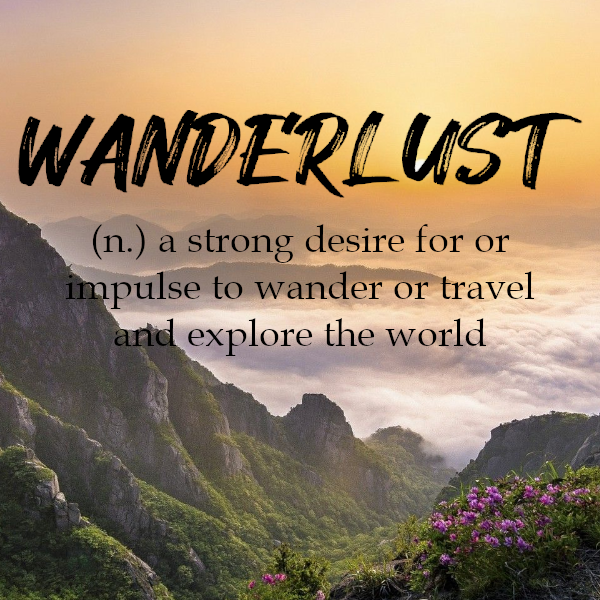 WANDERLUST
(n.) a strong desire for or
impulse to wander or travel
and explore the world